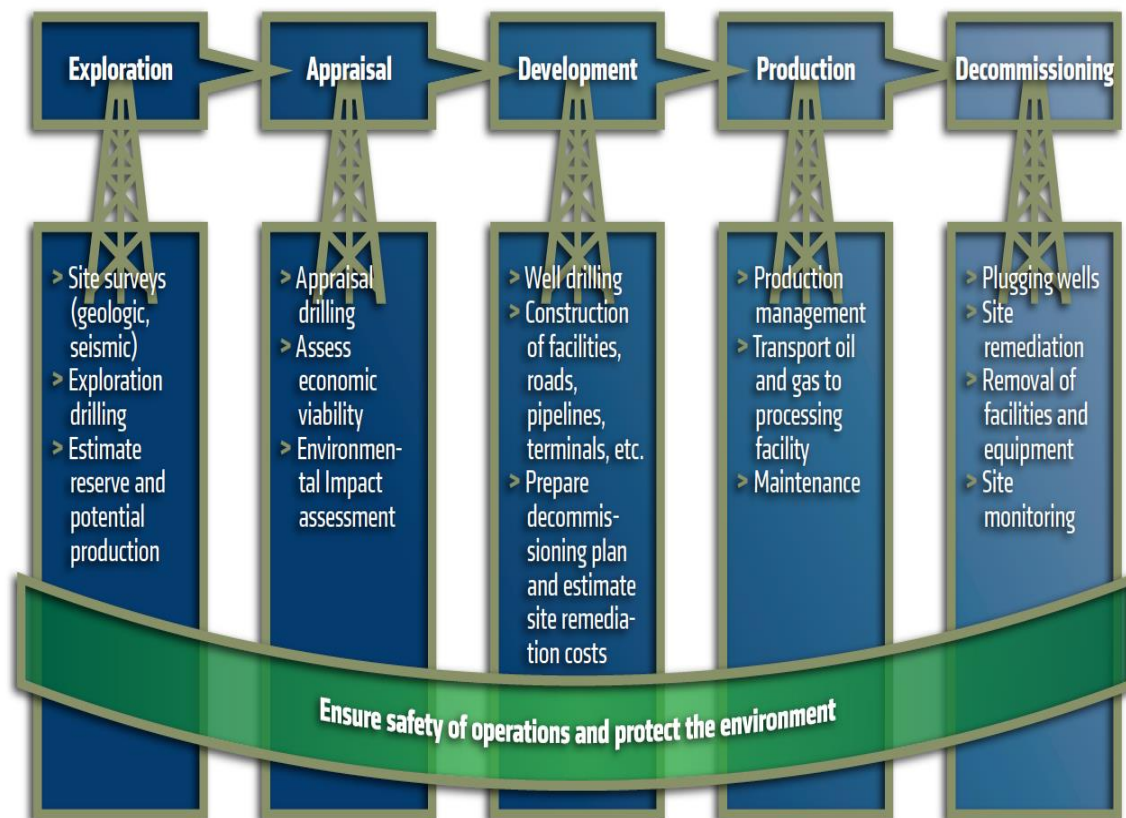 Exploration
Appraisal
Development
Production
Decommissioning
> Site surveys
(geologic,
seismic)
> Exploration
drilling
> Estimate
reserve and
potential
production
> Appraisal
drilling
> Assess
economic
viability
> Environmen-
tal Impact
assessment
> Well drilling
> Construction
of facilities,
roads,
pipelines,
terminals, etc.
> Prepare
decommis-
sioning plan
and estimate
site remedia-
tion costs
> Production
management
> Transport oil
and gas to
processing
facility
> Maintenance
> Plugging wells
> Site
remediation
> Removal of
facilities and
equipment
> Site
monitoring
Ensure safety of operations and protect the environment